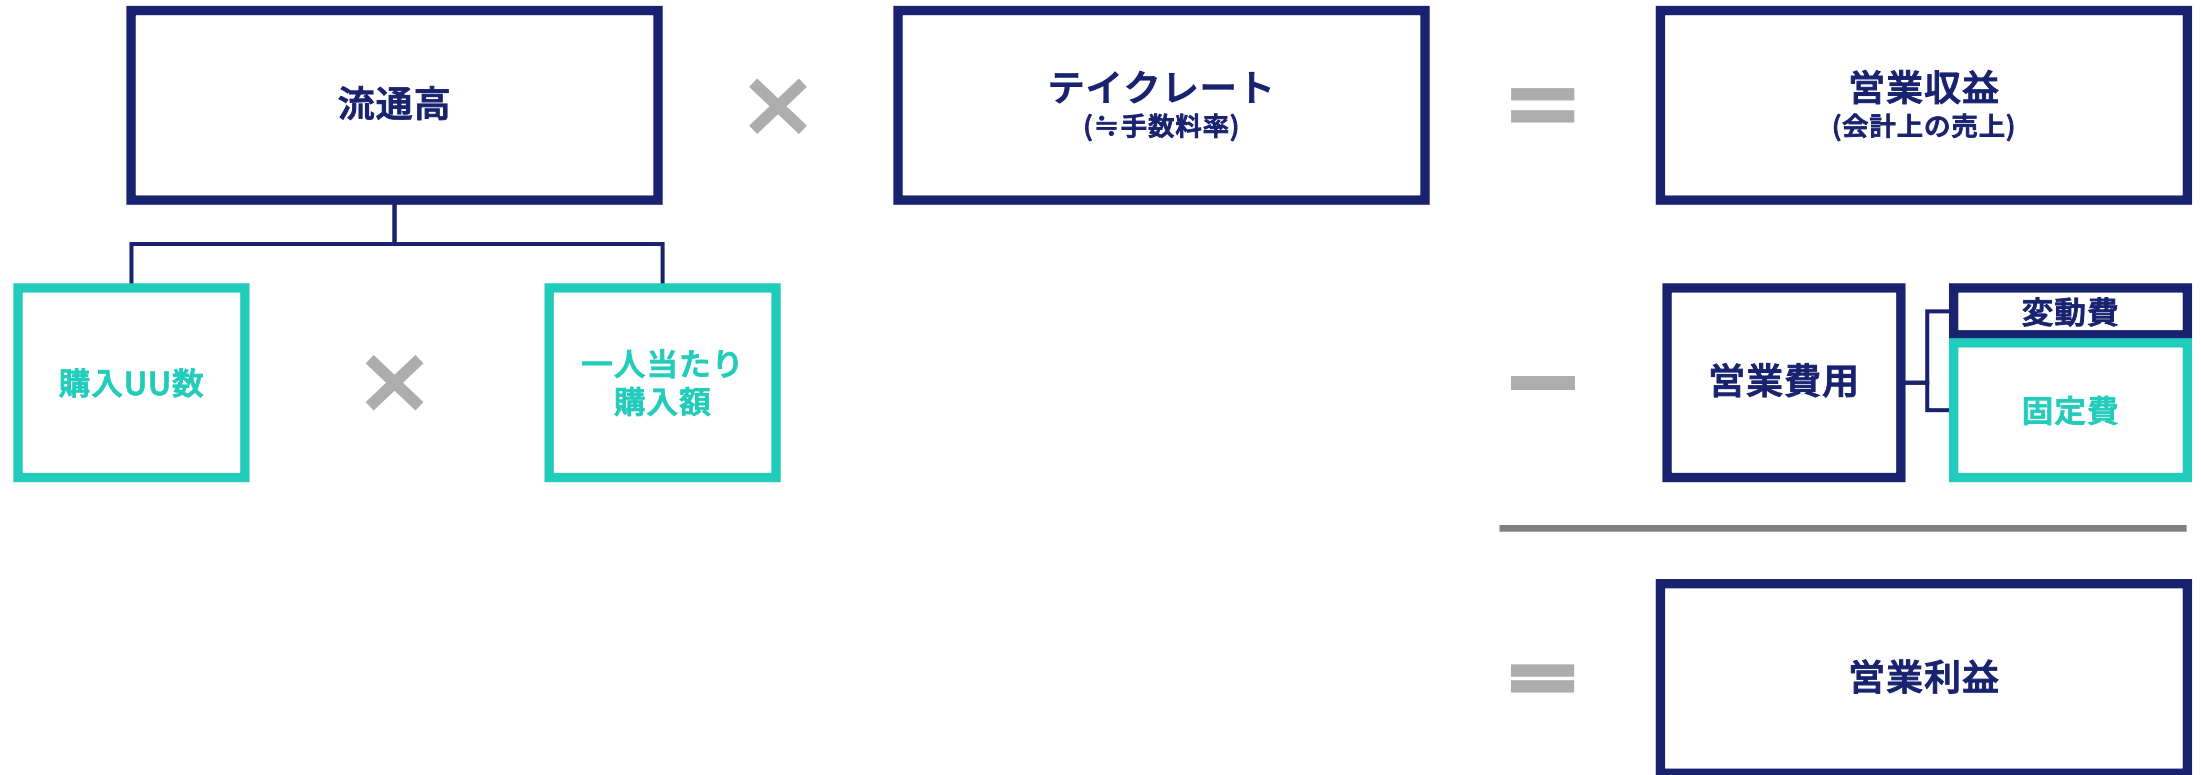 流通高
×
テイクレート
(≒手数料率)
=
営業収益
(会計上の売上)
購入UU数
×
一人当たり
購入額
−
営業費用
変動費
固定費
=
営業利益